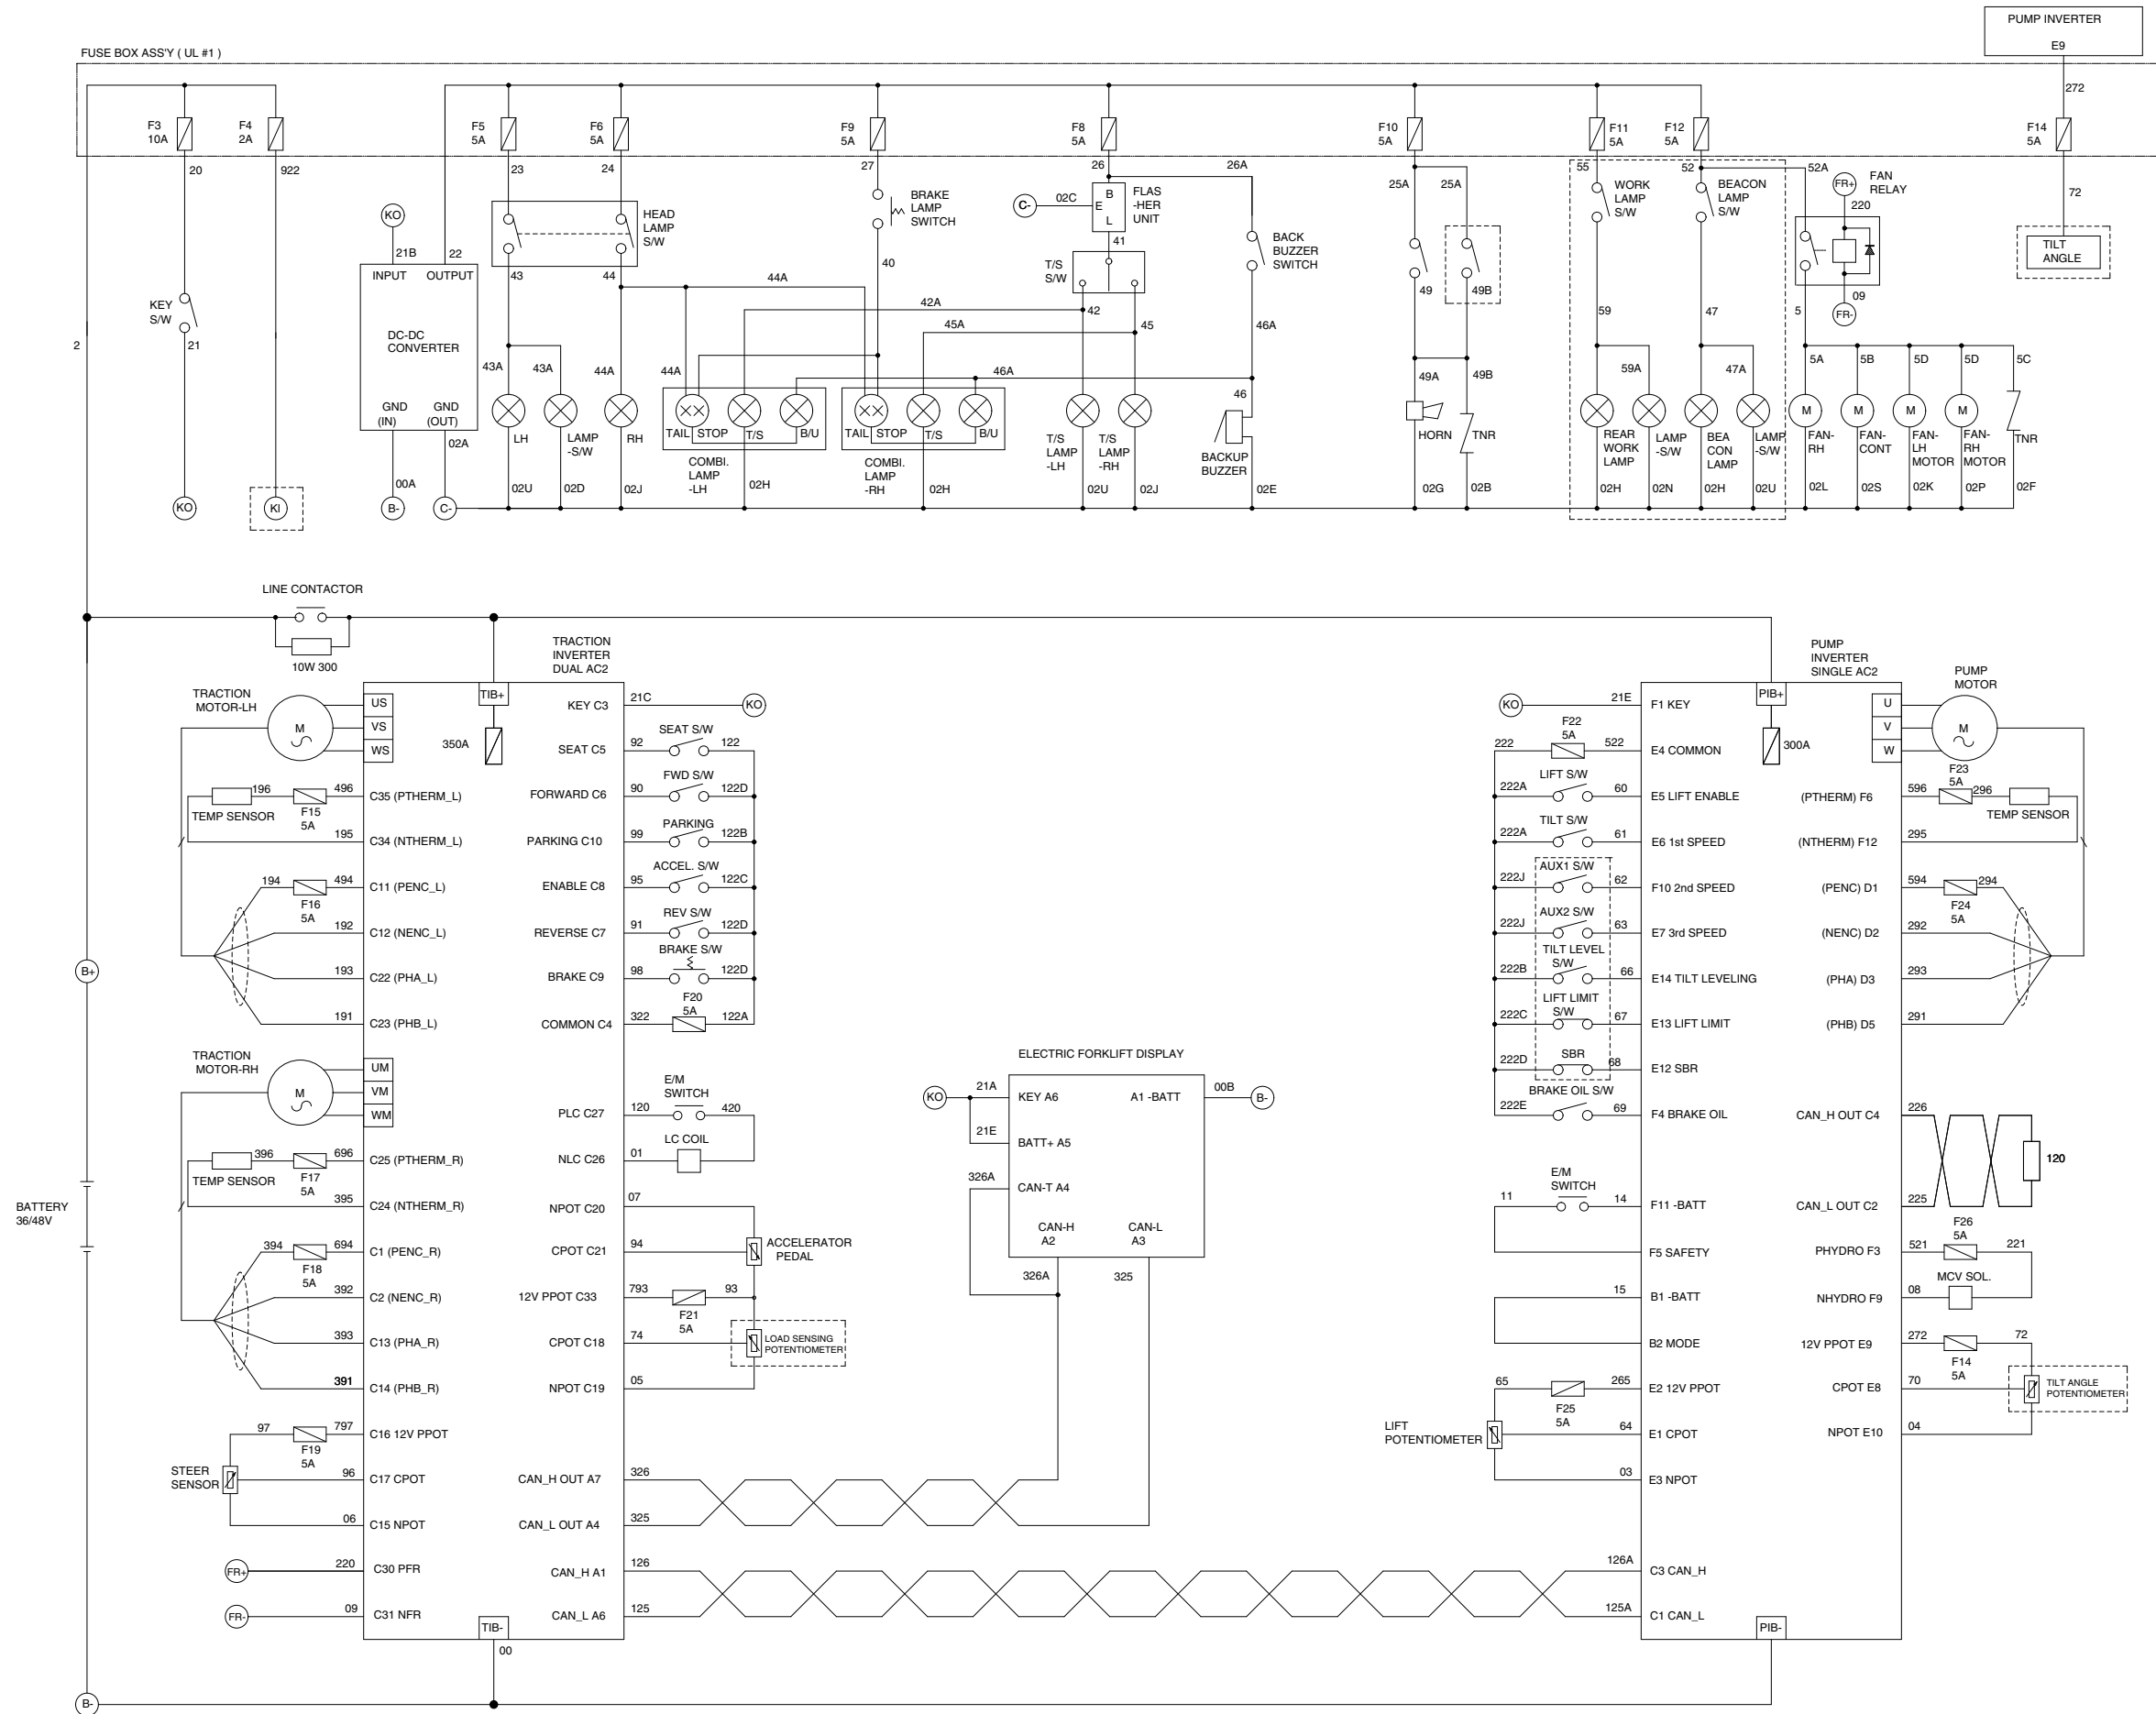 PUMP INVERTER
E9
FUSE BOX ASS'Y ( UL #1 )
272
F3
10A
F4
2A
F5
5A
F6
5A
F9
5A
F8
5A
F10
5A
F11
5A
F12
5A
F14
5A
20
922
23
24
27
26
26A
25A
25A
55
52
52A
72
KO
21B
22
INPUT
OUTPUT
DC-DC
CONVERTER
GND
(IN)
GND
(OUT)
00A
02A
B-
C-
KEY
S/W
21
2
KO
KI
HEAD
LAMP
S/W
43
44
43A
43A
44A
44A
44A
LH
LAMP
-S/W
RH
02U
02D
02J
BRAKE
LAMP
SWITCH
40
42A
45A
46A
TAIL
STOP
T/S
B/U
COMBI.
LAMP
-LH
02H
TAIL
STOP
T/S
B/U
COMBI.
LAMP
-RH
02H
C-
02C
B
E
L
FLAS
-HER
UNIT
41
T/S
S/W
42
45
T/S
LAMP
-LH
T/S
LAMP
-RH
02U
02J
BACK
BUZZER
SWITCH
46A
46
BACKUP
BUZZER
02E
49
49B
49A
49B
HORN
TNR
02G
02B
WORK
LAMP
S/W
BEACON
LAMP
S/W
59
47
59A
47A
REAR
WORK
LAMP
LAMP
-S/W
BEA
CON
LAMP
LAMP
-S/W
02H
02N
02H
02U
FR+
FAN
RELAY
220
09
FR-
5
5A
5B
5D
5D
5C
M
M
M
M
FAN-
RH
FAN-
CONT
FAN-
LH
MOTOR
FAN-
RH
MOTOR
TNR
02L
02S
02K
02P
02F
TILT
ANGLE
LINE CONTACTOR
10W 300
B+
BATTERY
36/48V
B-
TRACTION
INVERTER
DUAL AC2
TIB+
350A
TRACTION
MOTOR-LH
M
US
VS
WS
196
496
C35 (PTHERM_L)
TEMP SENSOR
F15
5A
195
C34 (NTHERM_L)
194
494
C11 (PENC_L)
F16
5A
192
C12 (NENC_L)
193
C22 (PHA_L)
191
C23 (PHB_L)
TRACTION
MOTOR-RH
M
UM
VM
WM
396
696
C25 (PTHERM_R)
TEMP SENSOR
F17
5A
395
C24 (NTHERM_R)
394
694
C1 (PENC_R)
F18
5A
392
C2 (NENC_R)
393
C13 (PHA_R)
391
C14 (PHB_R)
97
797
C16 12V PPOT
F19
5A
STEER
SENSOR
96
C17 CPOT
06
C15 NPOT
FR+
220
C30 PFR
FR-
09
C31 NFR
TIB-
00
KEY C3
21C
KO
SEAT C5
92
SEAT S/W
122
FORWARD C6
90
FWD S/W
122D
PARKING C10
99
PARKING
122B
ENABLE C8
95
ACCEL. S/W
122C
REVERSE C7
91
REV S/W
122D
BRAKE C9
98
BRAKE S/W
122D
COMMON C4
322
F20
5A
122A
PLC C27
120
E/M
SWITCH
420
NLC C26
01
LC COIL
NPOT C20
07
CPOT C21
94
ACCELERATOR
PEDAL
12V PPOT C33
793
93
F21
5A
CPOT C18
74
LOAD SENSING
POTENTIOMETER
NPOT C19
05
CAN_H OUT A7
326
CAN_L OUT A4
325
CAN_H A1
126
CAN_L A6
125
ELECTRIC FORKLIFT DISPLAY
KO
21A
KEY A6
A1 -BATT
00B
B-
21E
BATT+ A5
326A
CAN-T A4
CAN-H
A2
CAN-L
A3
326A
325
PUMP
INVERTER
SINGLE AC2
PIB+
300A
KO
21E
F1 KEY
222
F22
5A
522
E4 COMMON
222A
LIFT S/W
60
E5 LIFT ENABLE
222A
TILT S/W
61
E6 1st SPEED
222J
AUX1 S/W
62
F10 2nd SPEED
222J
AUX2 S/W
63
E7 3rd SPEED
222B
TILT LEVEL
S/W
66
E14 TILT LEVELING
222C
LIFT LIMIT
S/W
67
E13 LIFT LIMIT
222D
SBR
68
E12 SBR
222E
BRAKE OIL S/W
69
F4 BRAKE OIL
11
E/M
SWITCH
14
F11 -BATT
F5 SAFETY
15
B1 -BATT
B2 MODE
65
265
E2 12V PPOT
F25
5A
LIFT
POTENTIOMETER
64
E1 CPOT
03
E3 NPOT
126A
C3 CAN_H
125A
C1 CAN_L
PIB-
PUMP
MOTOR
M
U
V
W
F23
5A
(PTHERM) F6
596
296
TEMP SENSOR
(NTHERM) F12
295
(PENC) D1
594
294
F24
5A
(NENC) D2
292
(PHA) D3
293
(PHB) D5
291
CAN_H OUT C4
226
120
CAN_L OUT C2
225
F26
5A
PHYDRO F3
521
221
MCV SOL.
NHYDRO F9
08
12V PPOT E9
272
72
F14
5A
CPOT E8
70
TILT ANGLE
POTENTIOMETER
NPOT E10
04